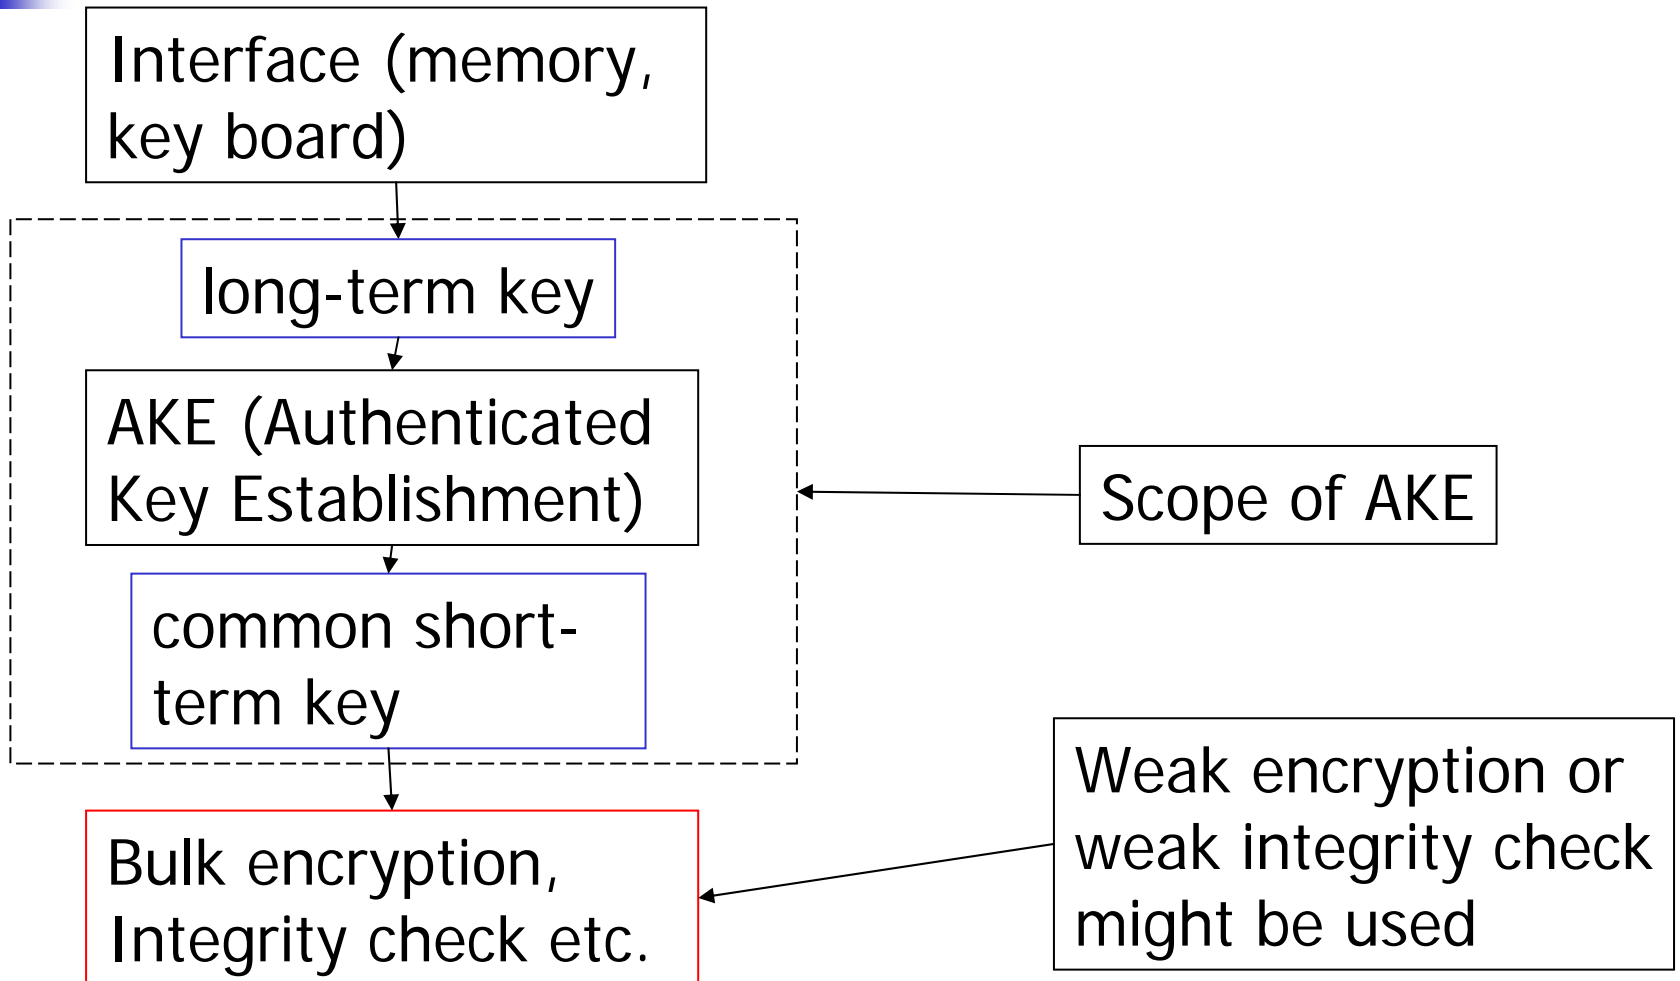 Interface (memory,
key board)
long-term key
AKE (Authenticated
Key Establishment)
Scope of AKE
common short-
term key
Weak encryption or
weak integrity check
might be used
Bulk encryption,
Integrity check etc.